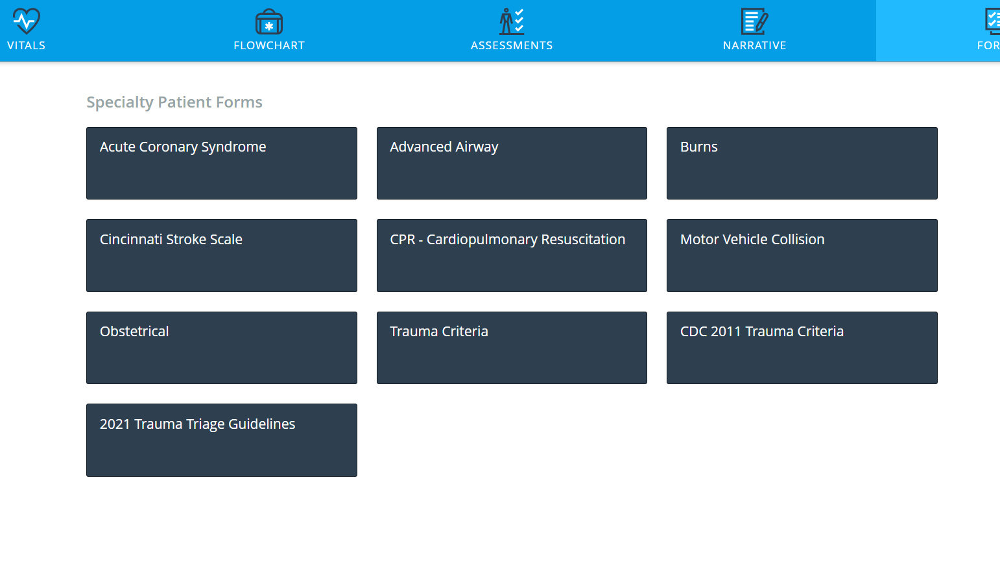 VITALS
FLOWCHART
ASSESSMENTS
NARRATIVE
FOR
Specialty Patient Forms
Acute Coronary Syndrome
Advanced Airway
Burns
Cincinnati Stroke Scale
CPR - Cardiopulmonary Resuscitation
Motor Vehicle Collision
Obstetrical
Trauma Criteria
CDC 2011 Trauma Criteria
2021 Trauma Triage Guidelines